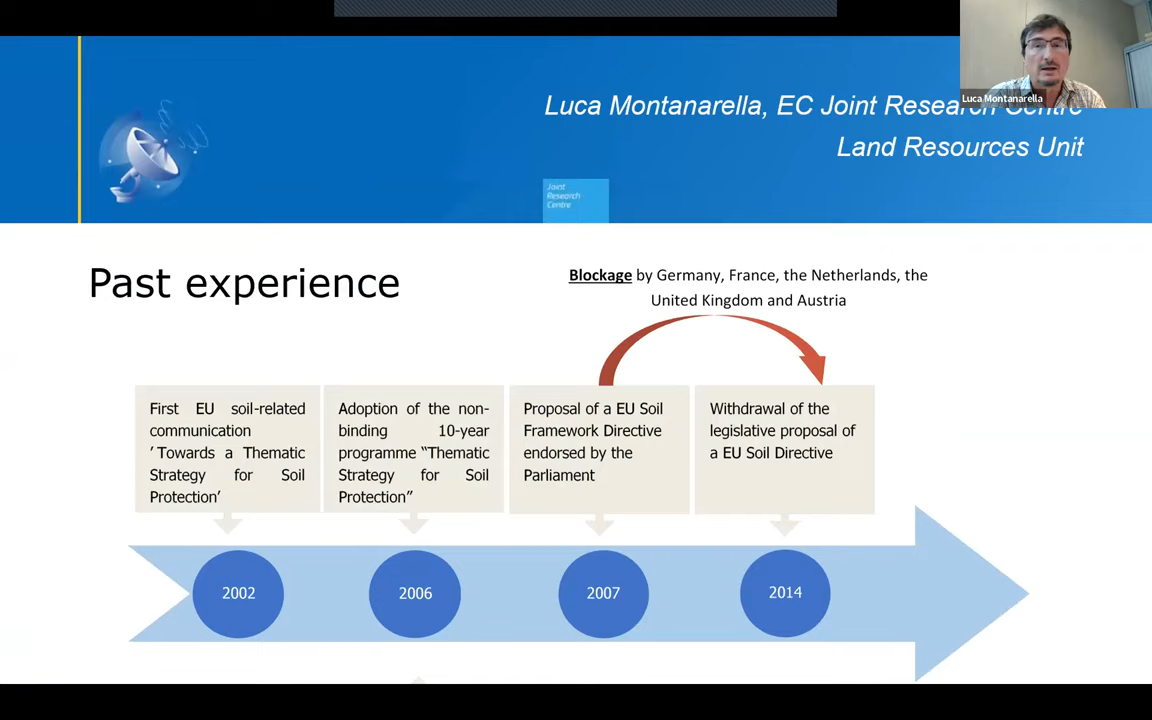 Luca Montanarella, EC Joint Research Centre
Land Resources Unit
Luca Montanarella
Joint
Research
Centre
Past experience
Blockage by Germany, France, the Netherlands, the
United Kingdom and Austria
First EU soil-related
communication
’Towards a Thematic
Strategy for Soil
Protection’
Adoption of the non-
binding 10-year
programme “Thematic
Strategy for Soil
Protection”
Proposal of a EU Soil
Framework Directive
endorsed by the
Parliament
Withdrawal of the
legislative proposal of
a EU Soil Directive
2002
2006
2007
2014